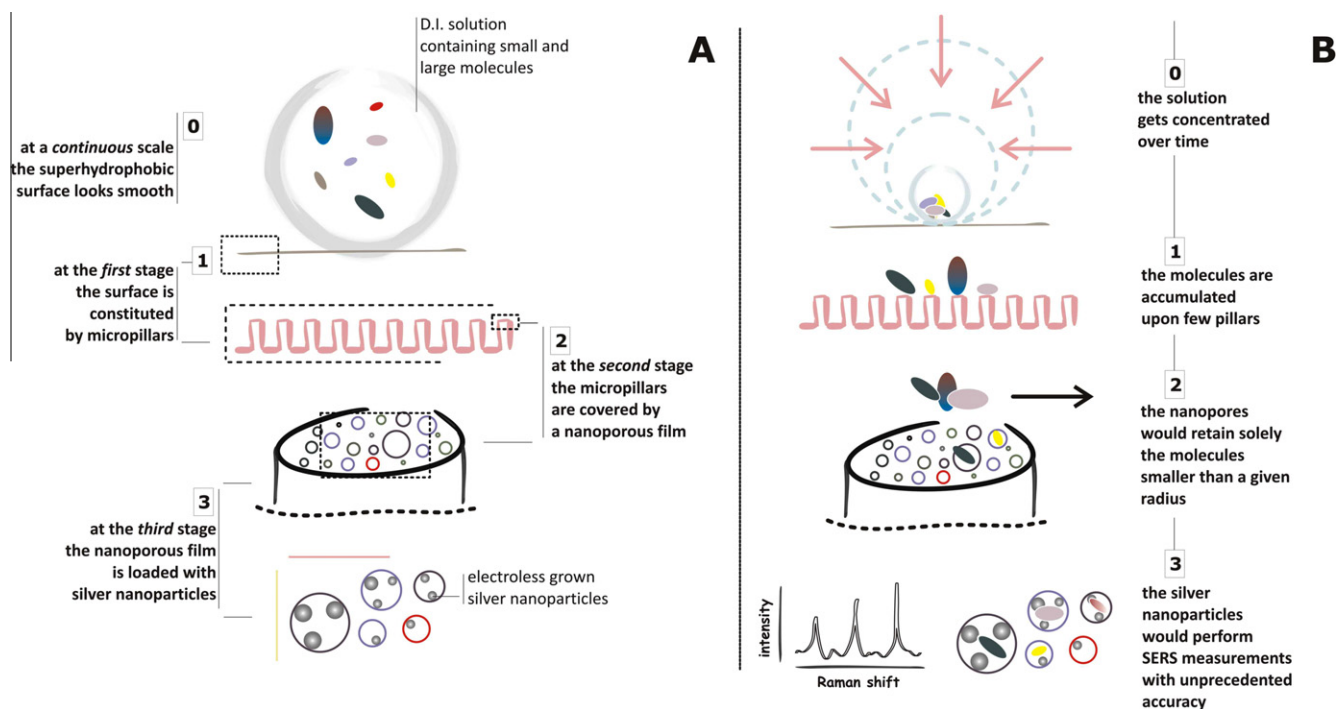 D.I. solution
containing small and
large molecules
A
0
at a continuous scale
the superhydrophobic
surface looks smooth
1
at the first stage
the surface is
constituted
by micropillars
2
at the second stage
the micropillars
are covered by
a nanoporous film
3
at the third stage
the nanoporous film
is loaded with
silver nanoparticles
electroless grown
silver nanoparticles
B
0
the solution
gets concentrated
over time
1
the molecules are
accumulated
upon few pillars
2
the nanopores
would retain solely
the molecules
smaller than a given
radius
3
the silver
nanoparticles
would perform
SERS measurements
with unprecedented
accuracy
intensity
Raman shift